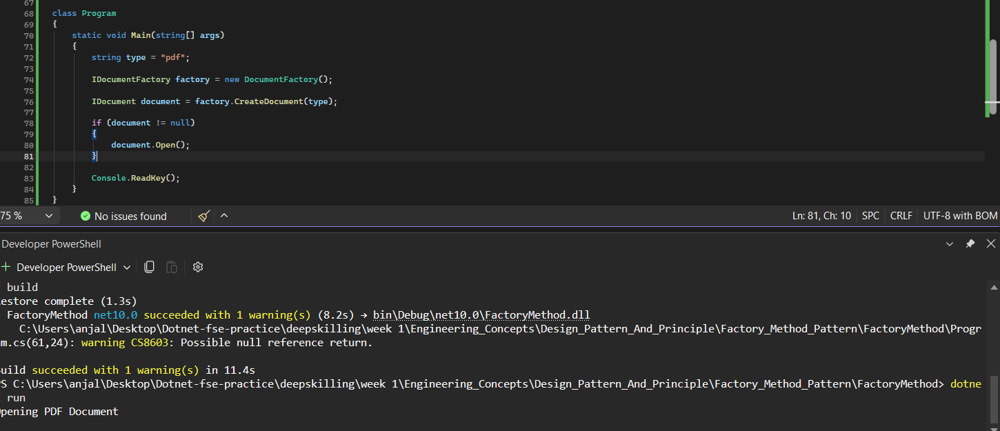 67
68 class Program
69 {
70 static void Main(string[] args)
71 {
72 string type = "pdf";
73
74 IDocumentFactory factory = new DocumentFactory();
75
76 IDocument document = factory.CreateDocument(type);
77
78 if (document != null)
79 {
80 document.Open();
81 }
82
83 Console.ReadKey();
84 }
85 }
75 % No issues found Ln: 81, Ch: 10 SPC CRLF UTF-8 with BOM
Developer PowerShell
+ Developer PowerShell
build
estore complete (1.3s)
FactoryMethod net10.0 succeeded with 1 warning(s) (8.2s) → bin\Debug\net10.0\FactoryMethod.dll
C:\Users\anjal\Desktop\Dotnet-fse-practice\deepskilling\week 1\Engineering_Concepts\Design_Pattern_And_Principle\Factory_Method_Pattern\FactoryMethod\Progr
m.cs(61,24): warning CS8603: Possible null reference return.
uild succeeded with 1 warning(s) in 11.4s
PS C:\Users\anjal\Desktop\Dotnet-fse-practice\deepskilling\week 1\Engineering_Concepts\Design_Pattern_And_Principle\Factory_Method_Pattern\FactoryMethod> dotne
run
pening PDF Document